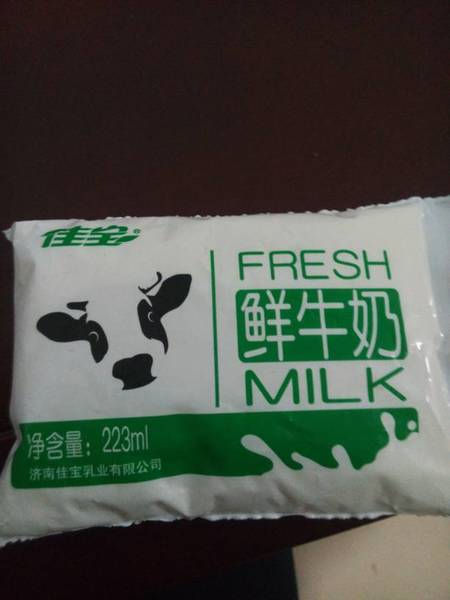 佳宝®
FRESH
鲜牛奶
MILK
净含量：223ml
济南佳宝乳业有限公司